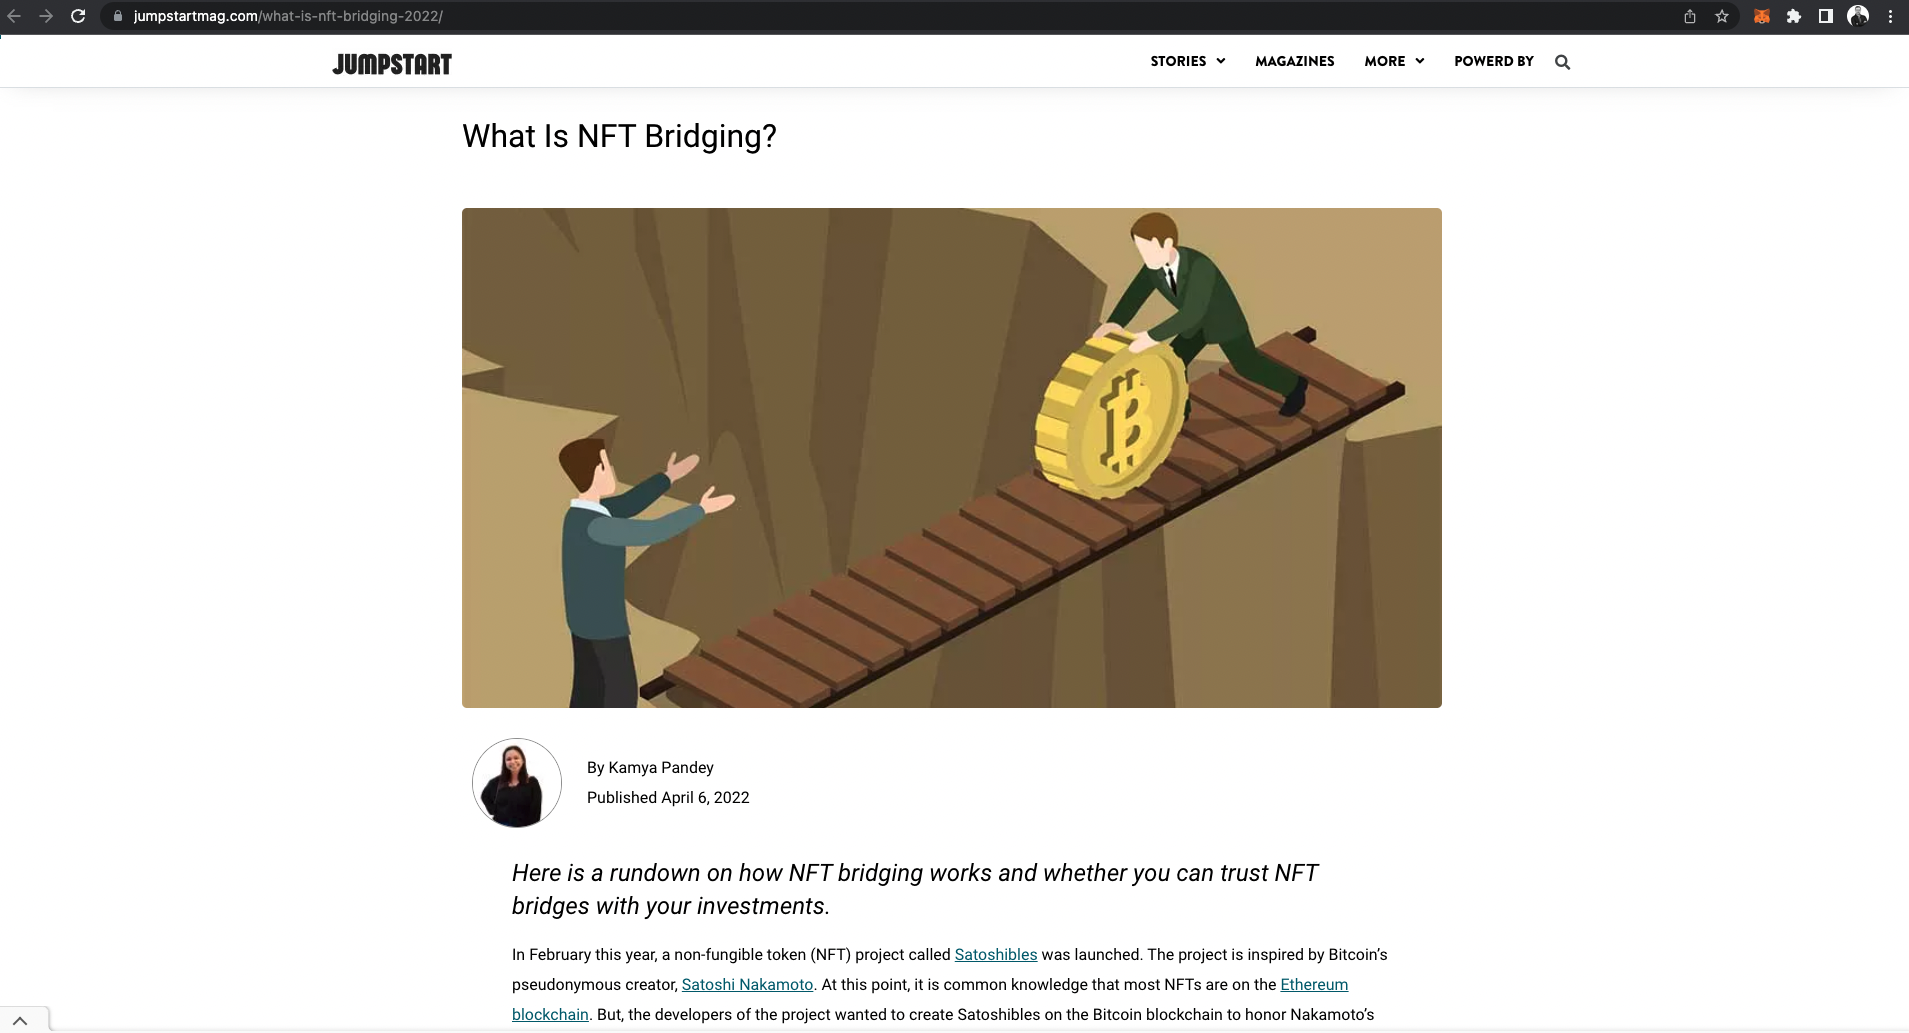 jumpstartmag.com/what-is-nft-bridging-2022/
JUMPSTART
STORIES MAGAZINES MORE POWERD BY
What Is NFT Bridging?
By Kamya Pandey
Published April 6, 2022
Here is a rundown on how NFT bridging works and whether you can trust NFT
bridges with your investments.
In February this year, a non-fungible token (NFT) project called Satoshibles was launched. The project is inspired by Bitcoin’s
pseudonymous creator, Satoshi Nakamoto. At this point, it is common knowledge that most NFTs are on the Ethereum
blockchain. But, the developers of the project wanted to create Satoshibles on the Bitcoin blockchain to honor Nakamoto’s